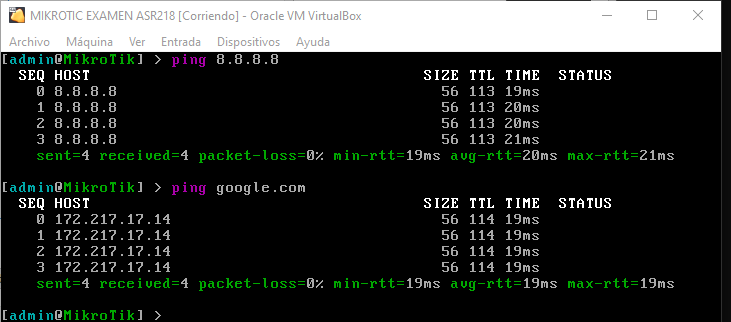 MIKROTIC EXAMEN ASR218 [Corriendo] - Oracle VM VirtualBox
Archivo Máquina Ver Entrada Dispositivos Ayuda
[admin@MikroTik] > ping 8.8.8.8
SEQ HOST SIZE TTL TIME STATUS
0 8.8.8.8 56 113 19ms
1 8.8.8.8 56 113 20ms
2 8.8.8.8 56 113 20ms
3 8.8.8.8 56 113 21ms
sent=4 received=4 packet-loss=0% min-rtt=19ms avg-rtt=20ms max-rtt=21ms
[admin@MikroTik] > ping google.com
SEQ HOST SIZE TTL TIME STATUS
0 172.217.17.14 56 114 19ms
1 172.217.17.14 56 114 19ms
2 172.217.17.14 56 114 19ms
3 172.217.17.14 56 114 19ms
sent=4 received=4 packet-loss=0% min-rtt=19ms avg-rtt=19ms max-rtt=19ms
[admin@MikroTik] >